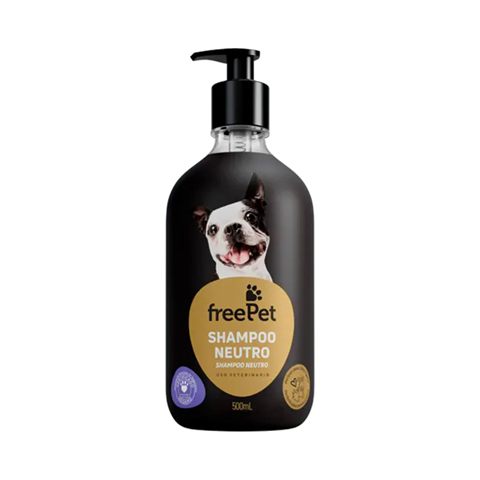 freePet
SHAMPOO
NEUTRO
SHAMPOO NEUTRO
USO VETERINÁRIO
500mL